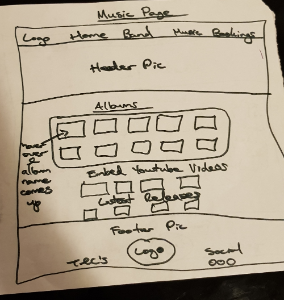 Music Page
Logo Home Band Music Bookings
Header Pic
Albums
hover
over
&
album
name
comes
up
Embed Youtube Videos
Latest Releases
Footer Pic
T&C's Logo Social